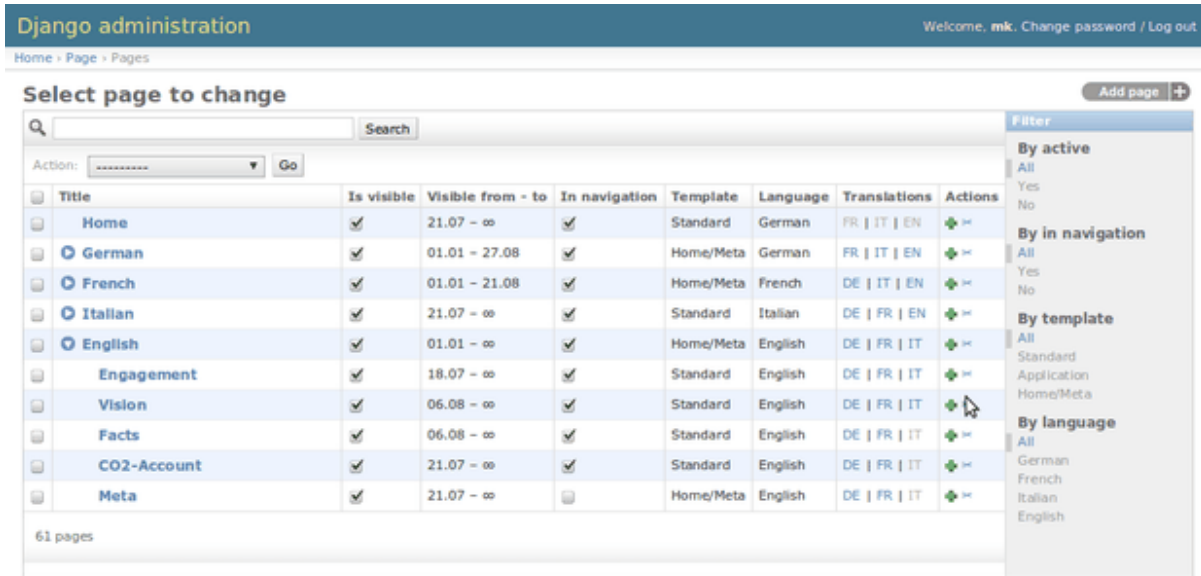 Django administration
Welcome, mk. Change password / Log out
Home › Page › Pages
Select page to change
Add page
Search
Action: ---------
Go
Title Is visible Visible from - to In navigation Template Language Translations Actions
Home 21.07 – ∞ Standard German FR | IT | EN
German 01.01 – 27.08 Home/Meta German FR | IT | EN
French 01.01 – 21.08 Home/Meta French DE | IT | EN
Italian 21.07 – ∞ Standard Italian DE | FR | EN
English 01.01 – ∞ Home/Meta English DE | FR | IT
Engagement 18.07 – ∞ Standard English DE | FR | IT
Vision 06.08 – ∞ Standard English DE | FR | IT
Facts 06.08 – ∞ Standard English DE | FR | IT
CO2-Account 21.07 – ∞ Standard English DE | FR | IT
Meta 21.07 – ∞ Home/Meta English DE | FR | IT
61 pages
Filter
By active
All
Yes
No
By in navigation
All
Yes
No
By template
All
Standard
Application
Home/Meta
By language
All
German
French
Italian
English